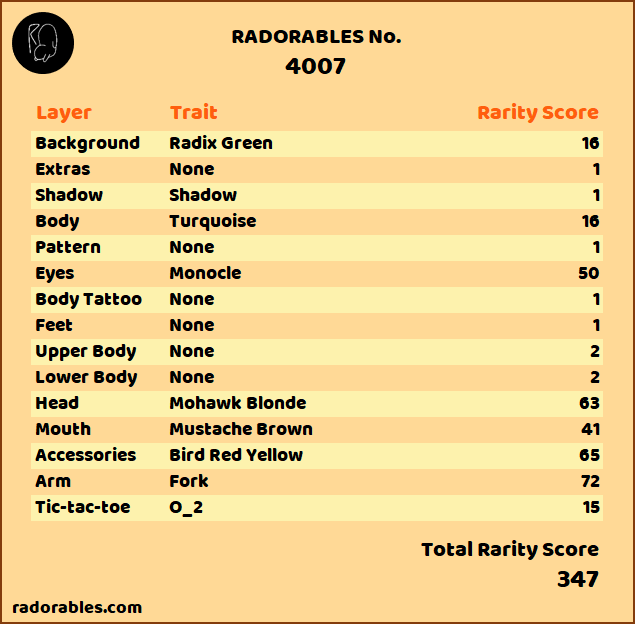 RADORABLES No.
4007
Layer Trait Rarity Score
Background Radix Green 16
Extras None 1
Shadow Shadow 1
Body Turquoise 16
Pattern None 1
Eyes Monocle 50
Body Tattoo None 1
Feet None 1
Upper Body None 2
Lower Body None 2
Head Mohawk Blonde 63
Mouth Mustache Brown 41
Accessories Bird Red Yellow 65
Arm Fork 72
Tic-tac-toe O_2 15
Total Rarity Score
347
radorables.com